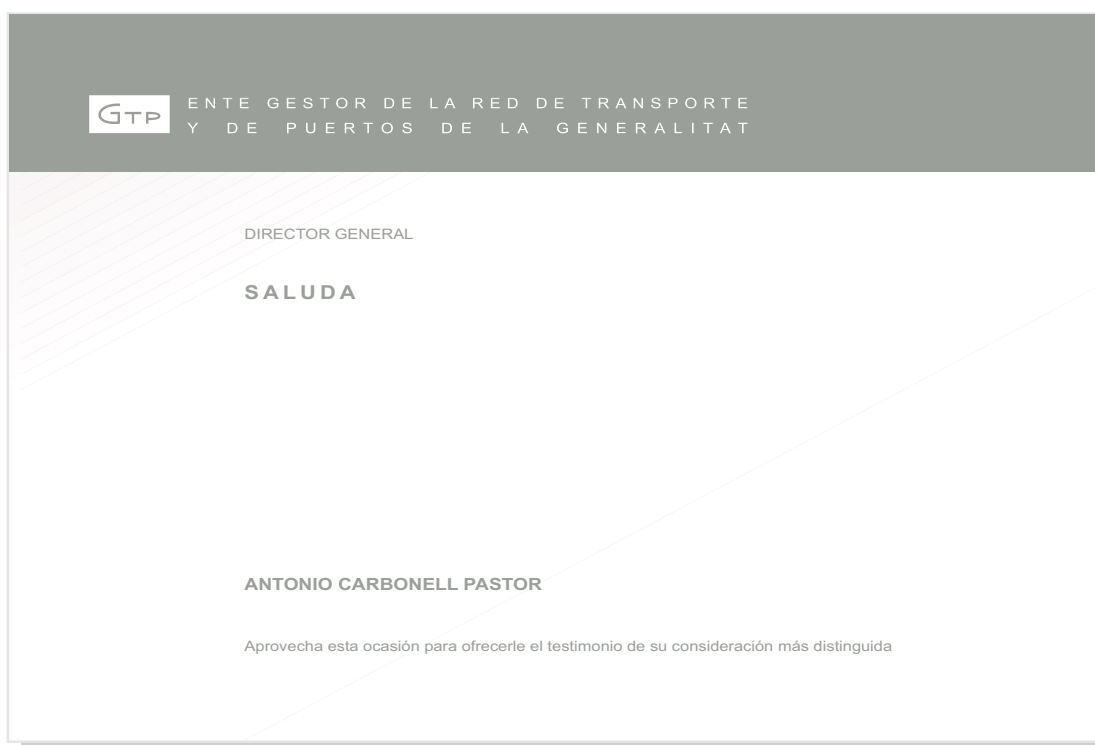 GTP
ENTE GESTOR DE LA RED DE TRANSPORTE
Y DE PUERTOS DE LA GENERALITAT
DIRECTOR GENERAL
SALUDA
ANTONIO CARBONELL PASTOR
Aprovecha esta ocasión para ofrecerle el testimonio de su consideración más distinguida